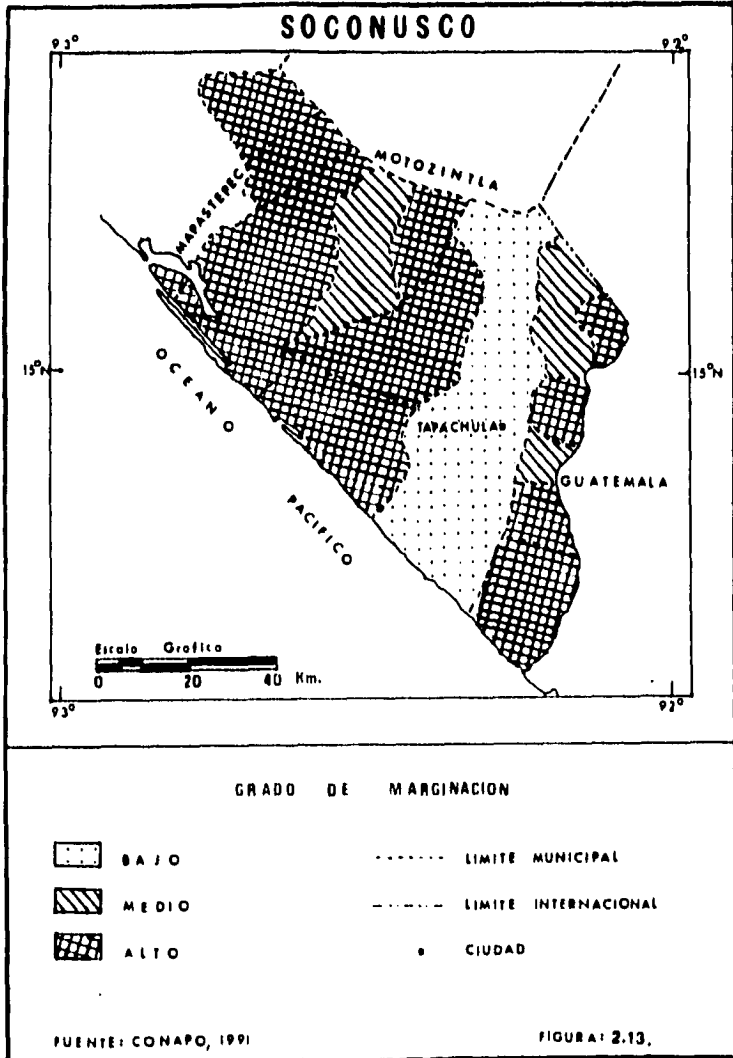 SOCONUSCO
93° 92°
MOTOZINTLA
MAPASTEPEC
15° 15°N
OCEANO
PACIFICO
TAPACHULA
GUATEMALA
Escala Grafica
0 20 40 Km.
93° 92°
GRADO DE MARGINACION
BAJO
MEDIO
ALTO
LIMITE MUNICIPAL
LIMITE INTERNACIONAL
CIUDAD
FUENTE: CONAPO, 1991
FIGURA: 2.13.